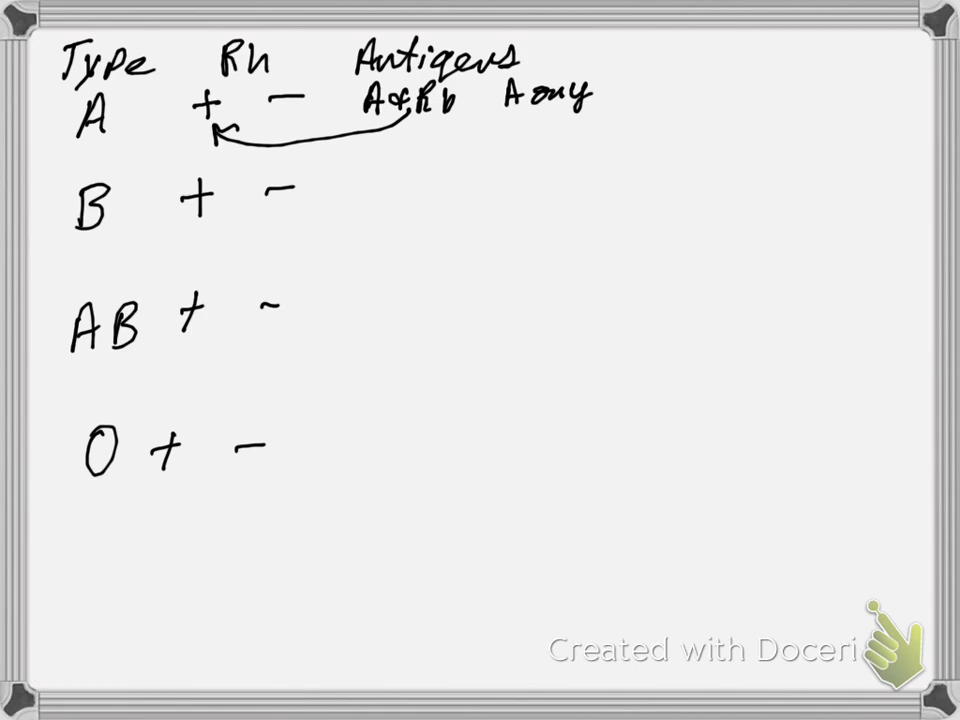 Type Rh Antigens
A + - A & Rh A only
B + -
AB + ~
O + -
Created with Doceri